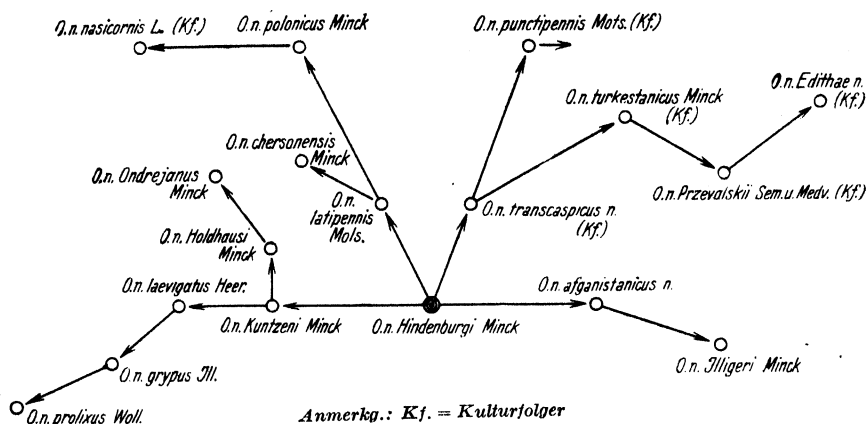 O.n. nasicornis L. (Kf.)
O.n. polonicus Minck
O.n. punctipennis Mots. (Kf.)
O.n. Edithae n.
(Kf.)
O.n. turkestanicus Minck
(Kf.)
O.n. chersonensis
Minck
O.n. Ondrejanus
Minck
O.n. Przevalskii Sem. u. Medv. (Kf.)
O.n.
latipennis
Mols.
O.n. transcaspicus n.
(Kf.)
O.n. Holdhausi
Minck
O.n. laevigatus Heer.
O.n. afganistanicus n.
O.n. Kuntzeni Minck
O.n. Hindenburgi Minck
O.n. Illigeri Minck
O.n. grypus Ill.
O.n. prolixus Woll.
Anmerkg.: Kf. = Kulturfolger